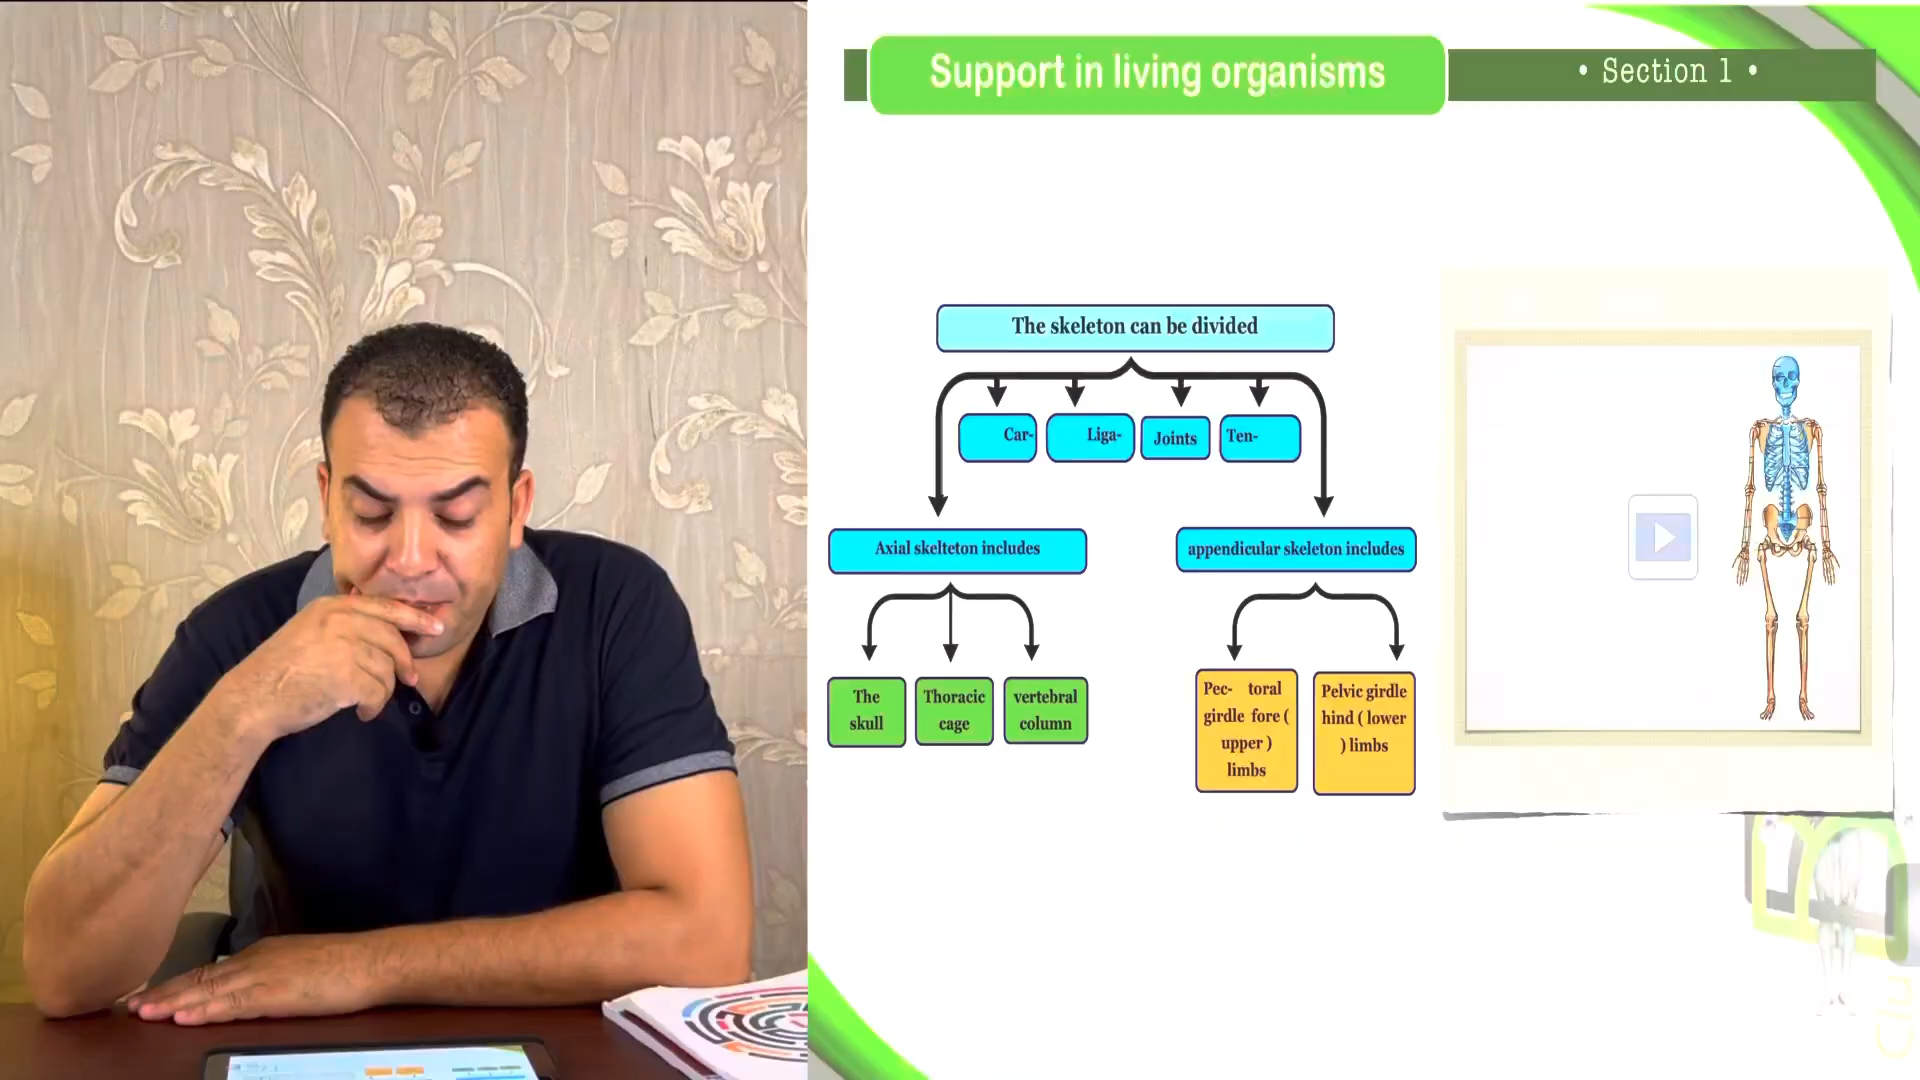 Support in living organisms
• Section 1 •
The skeleton can be divided
Car-
Liga-
Joints
Ten-
Axial skelteton includes
appendicular skeleton includes
The
skull
Thoracic
cage
vertebral
column
Pec- toral
girdle fore (
upper )
limbs
Pelvic girdle
hind ( lower
) limbs